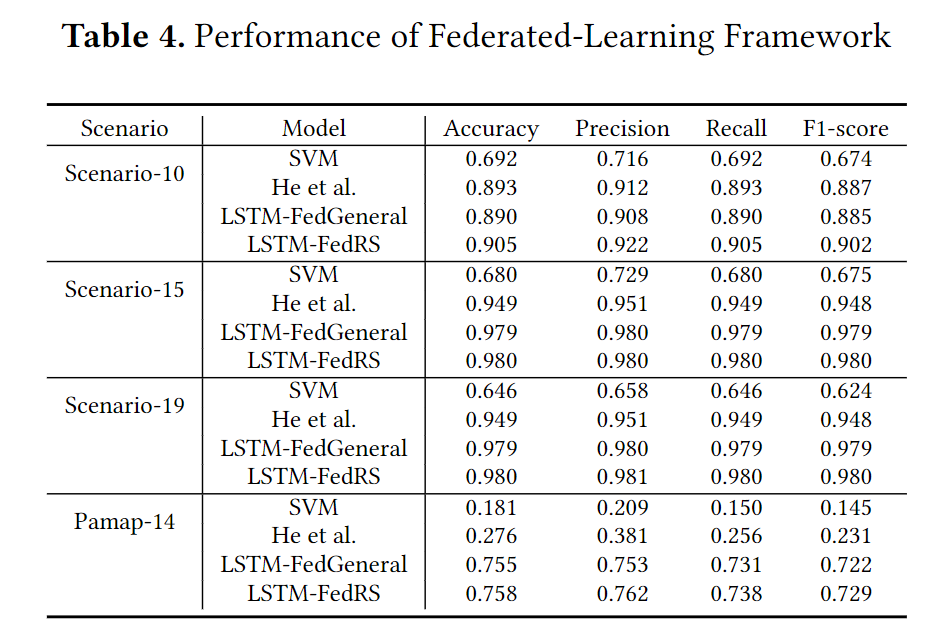 Table 4. Performance of Federated-Learning Framework
Scenario Model Accuracy Precision Recall F1-score
Scenario-10
SVM 0.692 0.716 0.692 0.674
He et al. 0.893 0.912 0.893 0.887
LSTM-FedGeneral 0.890 0.908 0.890 0.885
LSTM-FedRS 0.905 0.922 0.905 0.902
Scenario-15
SVM 0.680 0.729 0.680 0.675
He et al. 0.949 0.951 0.949 0.948
LSTM-FedGeneral 0.979 0.980 0.979 0.979
LSTM-FedRS 0.980 0.980 0.980 0.980
Scenario-19
SVM 0.646 0.658 0.646 0.624
He et al. 0.949 0.951 0.949 0.948
LSTM-FedGeneral 0.979 0.980 0.979 0.979
LSTM-FedRS 0.980 0.981 0.980 0.980
Pamap-14
SVM 0.181 0.209 0.150 0.145
He et al. 0.276 0.381 0.256 0.231
LSTM-FedGeneral 0.755 0.753 0.731 0.722
LSTM-FedRS 0.758 0.762 0.738 0.729